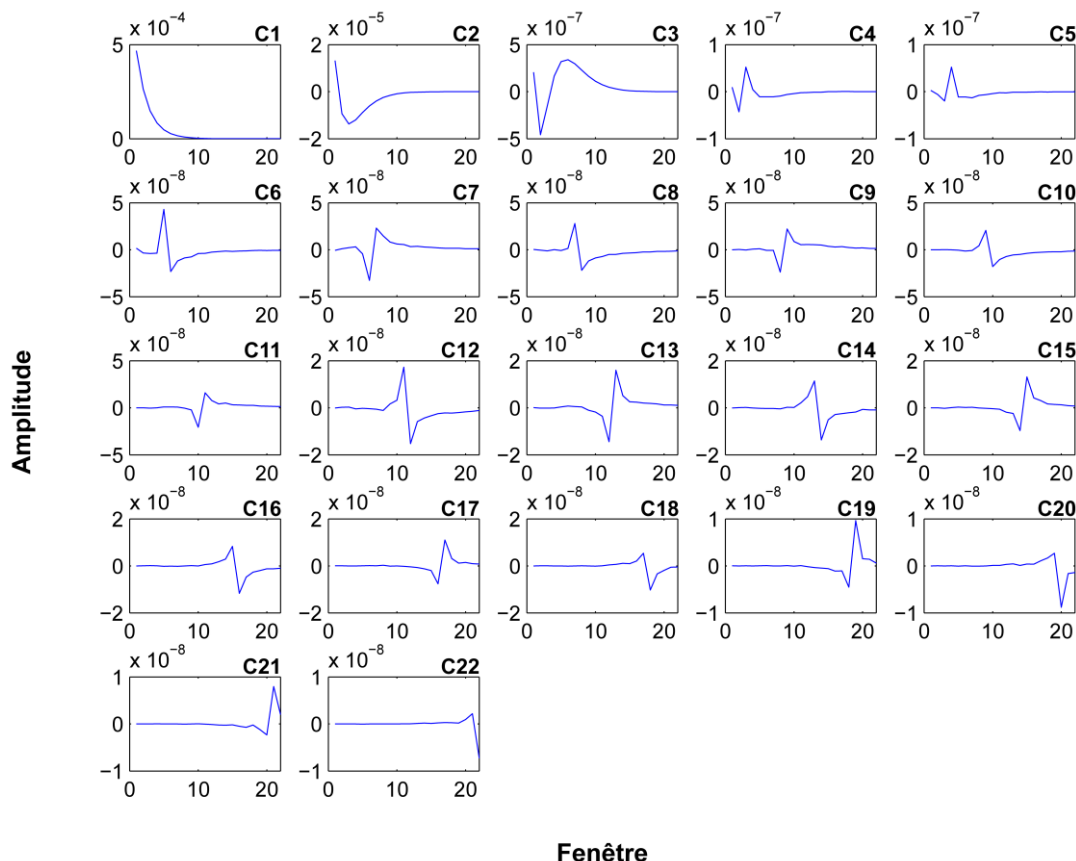 x 10−4 C1 x 10−5 C2 x 10−7 C3 x 10−7 C4 x 10−7 C5
5 2 5 1 1
0 0 0 0
0 −2 −5 −1 −1
0 10 20 0 10 20 0 10 20 0 10 20 0 10 20
x 10−8 C6 x 10−8 C7 x 10−8 C8 x 10−8 C9 x 10−8 C10
5 5 5 5 5
0 0 0 0 0
−5 −5 −5 −5 −5
0 10 20 0 10 20 0 10 20 0 10 20 0 10 20
x 10−8 C11 x 10−8 C12 x 10−8 C13 x 10−8 C14 x 10−8 C15
5 2 2 2 2
0 0 0 0 0
−5 −2 −2 −2 −2
0 10 20 0 10 20 0 10 20 0 10 20 0 10 20
Amplitude
x 10−8 C16 x 10−8 C17 x 10−8 C18 x 10−8 C19 x 10−8 C20
2 2 2 1 1
0 0 0 0 0
−2 −2 −2 −1 −1
0 10 20 0 10 20 0 10 20 0 10 20 0 10 20
x 10−8 C21 x 10−8 C22
1 1
0 0
−1 −1
0 10 20 0 10 20
Fenêtre